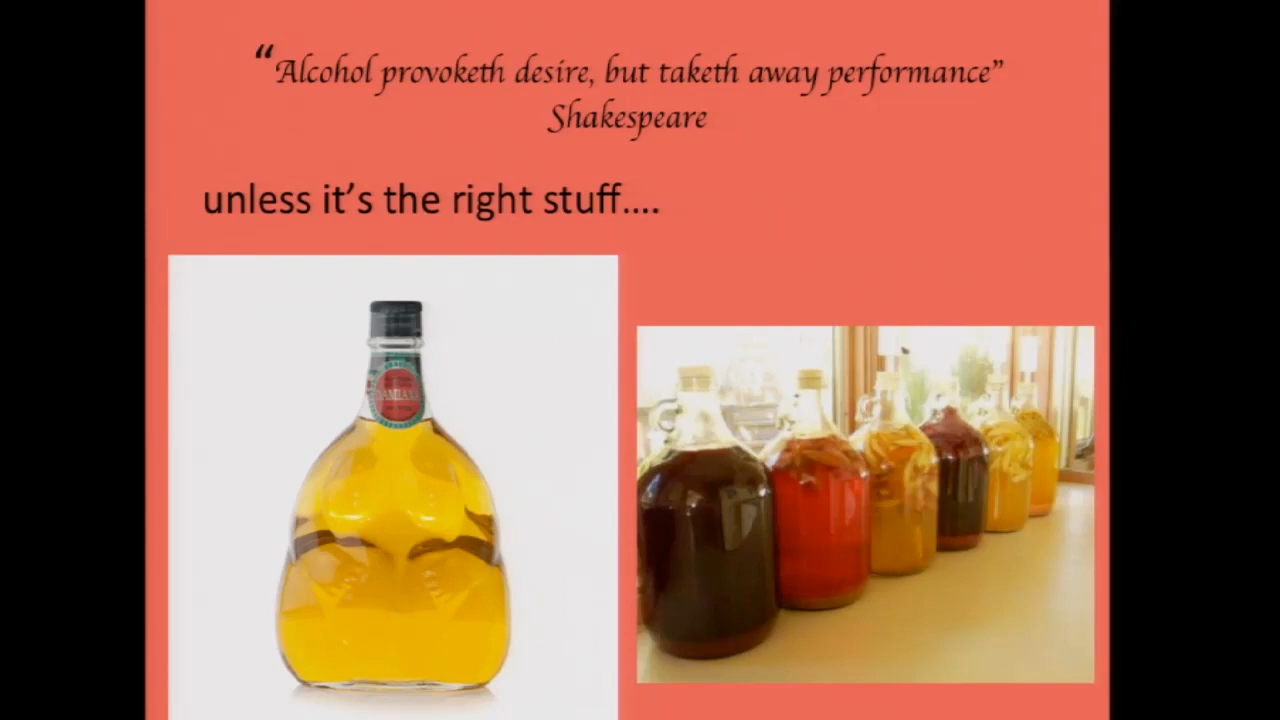 “Alcohol provoketh desire, but taketh away performance”
Shakespeare
unless it’s the right stuff....
DAMIANA